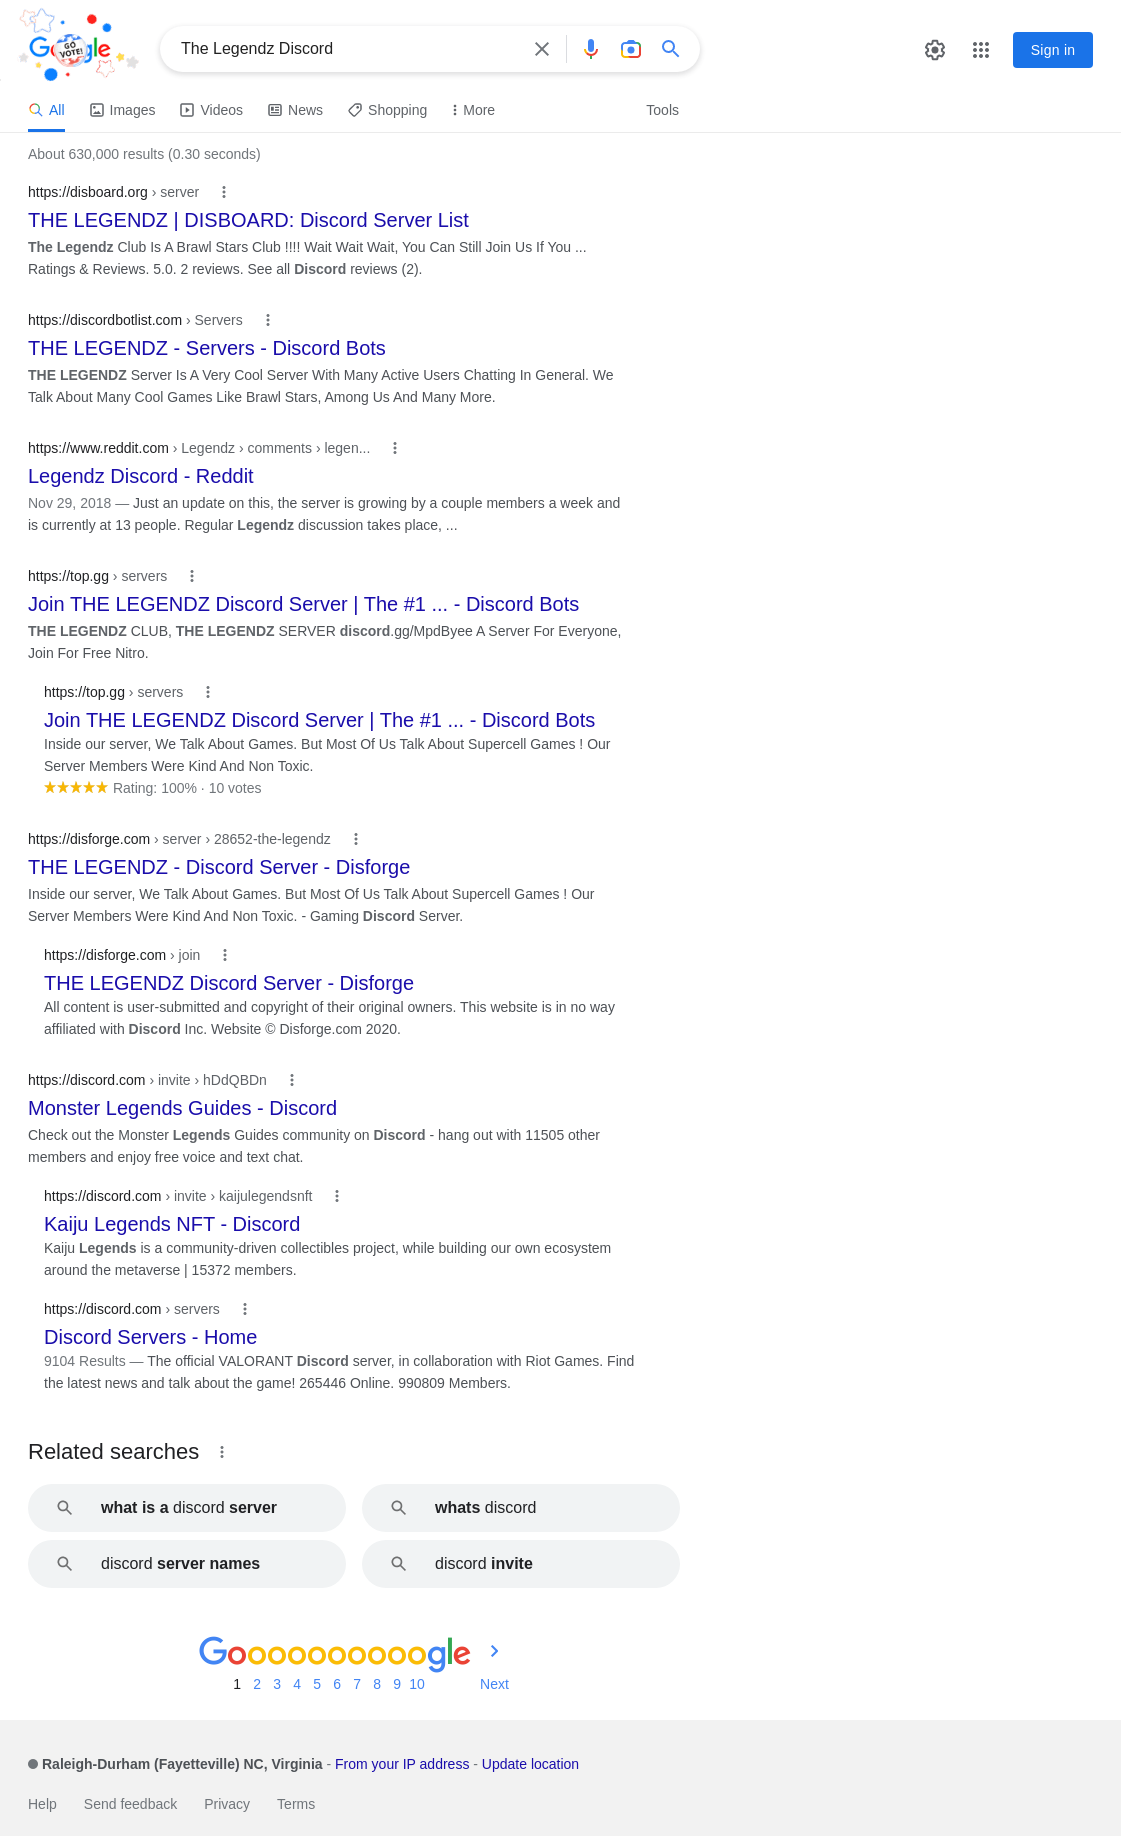 Google
GO VOTE!
The Legendz Discord
Sign in
All Images Videos News Shopping More Tools
About 630,000 results (0.30 seconds)
https://disboard.org › server
THE LEGENDZ | DISBOARD: Discord Server List
The Legendz Club Is A Brawl Stars Club !!!! Wait Wait Wait, You Can Still Join Us If You ...
Ratings & Reviews. 5.0. 2 reviews. See all Discord reviews (2).
https://discordbotlist.com › Servers
THE LEGENDZ - Servers - Discord Bots
THE LEGENDZ Server Is A Very Cool Server With Many Active Users Chatting In General. We
Talk About Many Cool Games Like Brawl Stars, Among Us And Many More.
https://www.reddit.com › Legendz › comments › legen...
Legendz Discord - Reddit
Nov 29, 2018 — Just an update on this, the server is growing by a couple members a week and
is currently at 13 people. Regular Legendz discussion takes place, ...
https://top.gg › servers
Join THE LEGENDZ Discord Server | The #1 ... - Discord Bots
THE LEGENDZ CLUB, THE LEGENDZ SERVER discord.gg/MpdByee A Server For Everyone,
Join For Free Nitro.
https://top.gg › servers
Join THE LEGENDZ Discord Server | The #1 ... - Discord Bots
Inside our server, We Talk About Games. But Most Of Us Talk About Supercell Games ! Our
Server Members Were Kind And Non Toxic.
★★★★★ Rating: 100% · 10 votes
https://disforge.com › server › 28652-the-legendz
THE LEGENDZ - Discord Server - Disforge
Inside our server, We Talk About Games. But Most Of Us Talk About Supercell Games ! Our
Server Members Were Kind And Non Toxic. - Gaming Discord Server.
https://disforge.com › join
THE LEGENDZ Discord Server - Disforge
All content is user-submitted and copyright of their original owners. This website is in no way
affiliated with Discord Inc. Website © Disforge.com 2020.
https://discord.com › invite › hDdQBDn
Monster Legends Guides - Discord
Check out the Monster Legends Guides community on Discord - hang out with 11505 other
members and enjoy free voice and text chat.
https://discord.com › invite › kaijulegendsnft
Kaiju Legends NFT - Discord
Kaiju Legends is a community-driven collectibles project, while building our own ecosystem
around the metaverse | 15372 members.
https://discord.com › servers
Discord Servers - Home
9104 Results — The official VALORANT Discord server, in collaboration with Riot Games. Find
the latest news and talk about the game! 265446 Online. 990809 Members.
Related searches
what is a discord server
whats discord
discord server names
discord invite
Goooooooooogle
1 2 3 4 5 6 7 8 9 10 Next
Raleigh-Durham (Fayetteville) NC, Virginia - From your IP address - Update location
Help Send feedback Privacy Terms